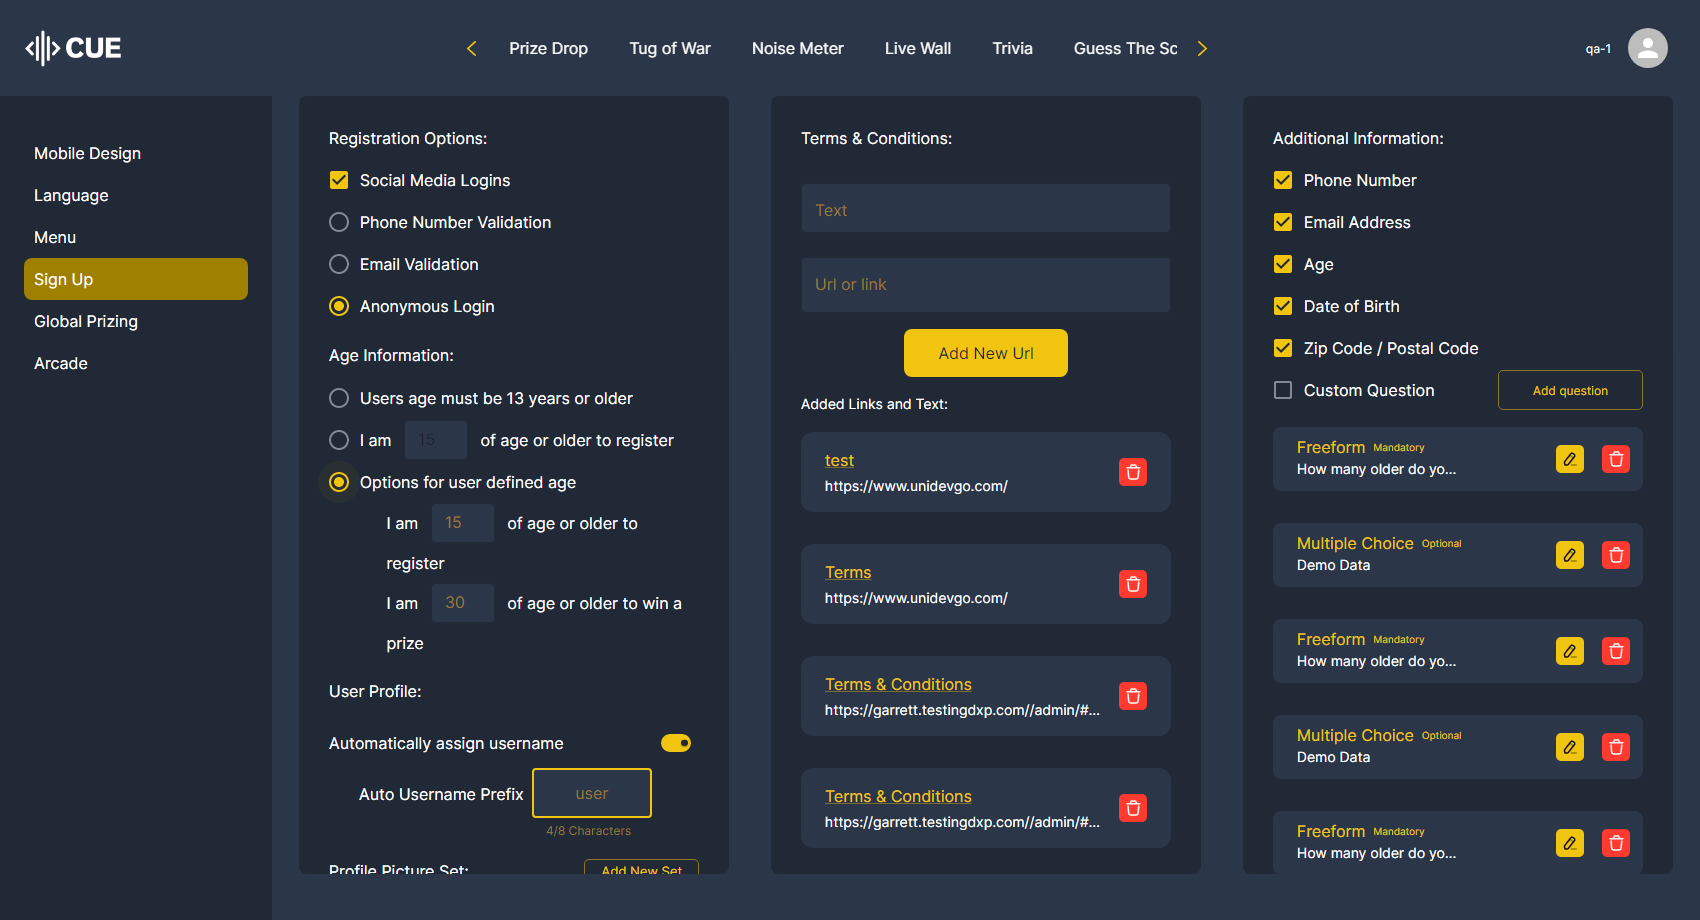 CUE
Prize Drop
Tug of War
Noise Meter
Live Wall
Trivia
Guess The Sc
qa-1
Mobile Design
Language
Menu
Sign Up
Global Prizing
Arcade
Registration Options:
Social Media Logins
Phone Number Validation
Email Validation
Anonymous Login
Age Information:
Users age must be 13 years or older
I am 15 of age or older to register
Options for user defined age
I am 15 of age or older to
register
I am 30 of age or older to win a
prize
User Profile:
Automatically assign username
Auto Username Prefix user
4/8 Characters
Profile Picture Set: Add New Set
Terms & Conditions:
Text
Url or link
Add New Url
Added Links and Text:
test
https://www.unidevgo.com/
Terms
https://www.unidevgo.com/
Terms & Conditions
https://garrett.testingdxp.com//admin/#...
Terms & Conditions
https://garrett.testingdxp.com//admin/#...
Additional Information:
Phone Number
Email Address
Age
Date of Birth
Zip Code / Postal Code
Custom Question Add question
Freeform Mandatory
How many older do yo...
Multiple Choice Optional
Demo Data
Freeform Mandatory
How many older do yo...
Multiple Choice Optional
Demo Data
Freeform Mandatory
How many older do yo...